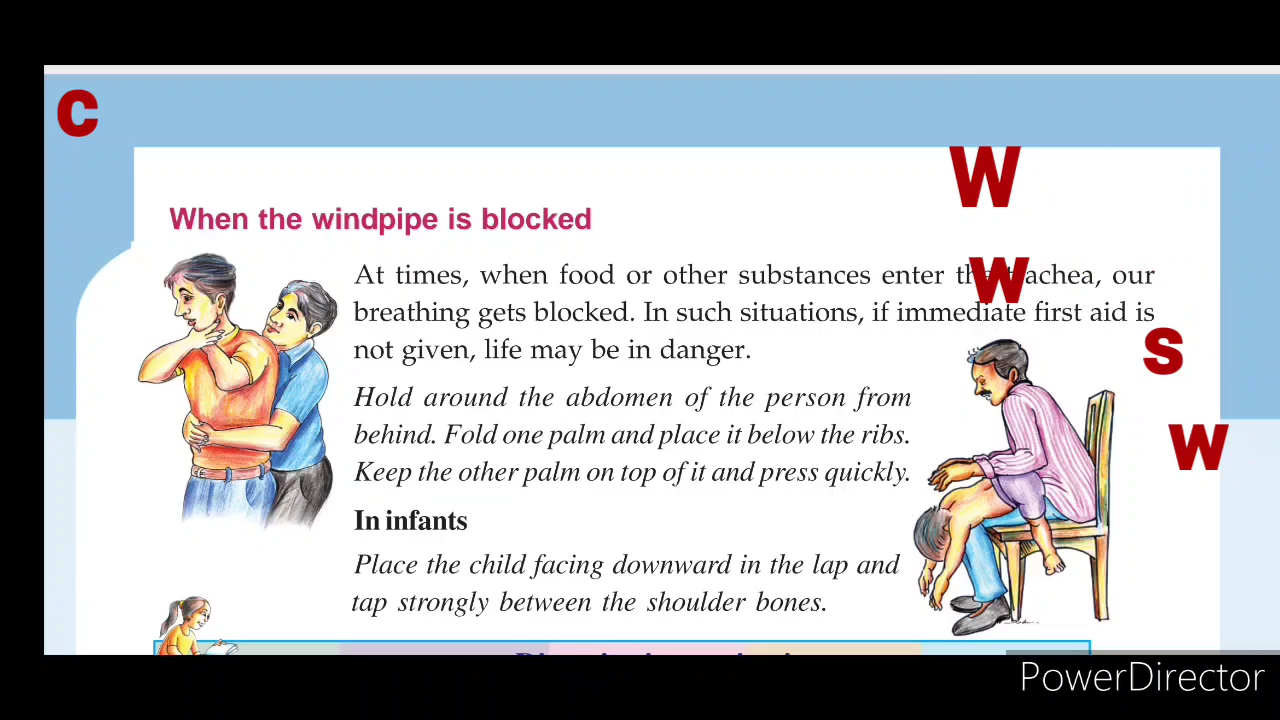 C
W
When the windpipe is blocked
At times, when food or other substances enter the trachea, our
W
breathing gets blocked. In such situations, if immediate first aid is
not given, life may be in danger.
S
Hold around the abdomen of the person from
behind. Fold one palm and place it below the ribs.
W
Keep the other palm on top of it and press quickly.
In infants
Place the child facing downward in the lap and
tap strongly between the shoulder bones.
PowerDirector